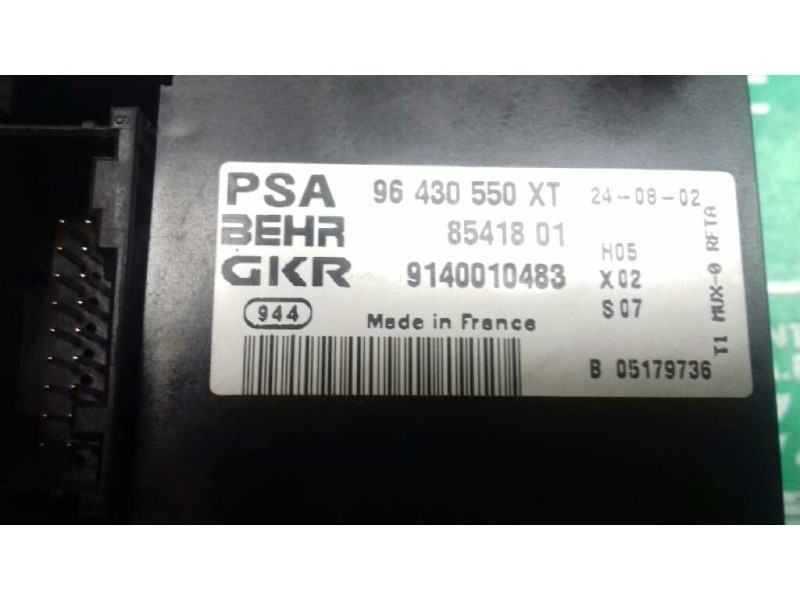 PSA 96 430 550 XT 24-08-02
BEHR 85418 01 H05
GKR 9140010483 X02
944 Made in France S07
B 05179736
T1 MUX-0 RFTA